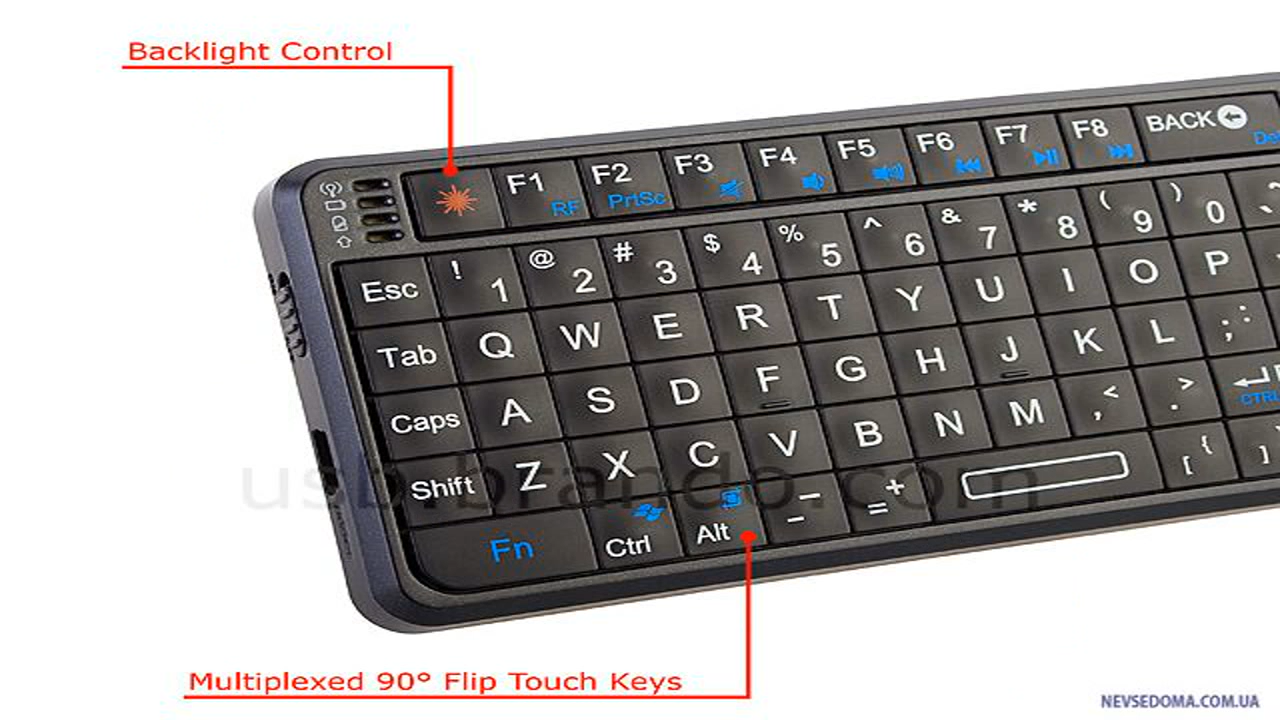 Backlight Control
F1 RF F2 PrtSc F3 F4 F5 F6 F7 F8 BACK
Esc ! 1 @ 2 # 3 $ 4 % 5 ^ 6 & 7 * 8 ( 9 ) 0
Tab Q W E R T Y U I O P
Caps A S D F G H J K L ; :
Shift Z X C V B N M , < . > CTRL
Fn Ctrl Alt - _ = + [ { ]
usb.brando.com
Multiplexed 90° Flip Touch Keys
NEVSEDOMA.COM.UA